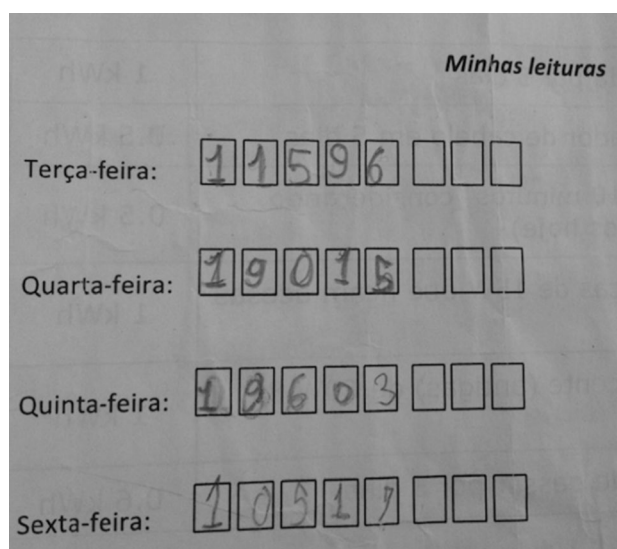 Minhas leituras
Terça-feira: 11596
Quarta-feira: 19015
Quinta-feira: 19603
Sexta-feira: 10517